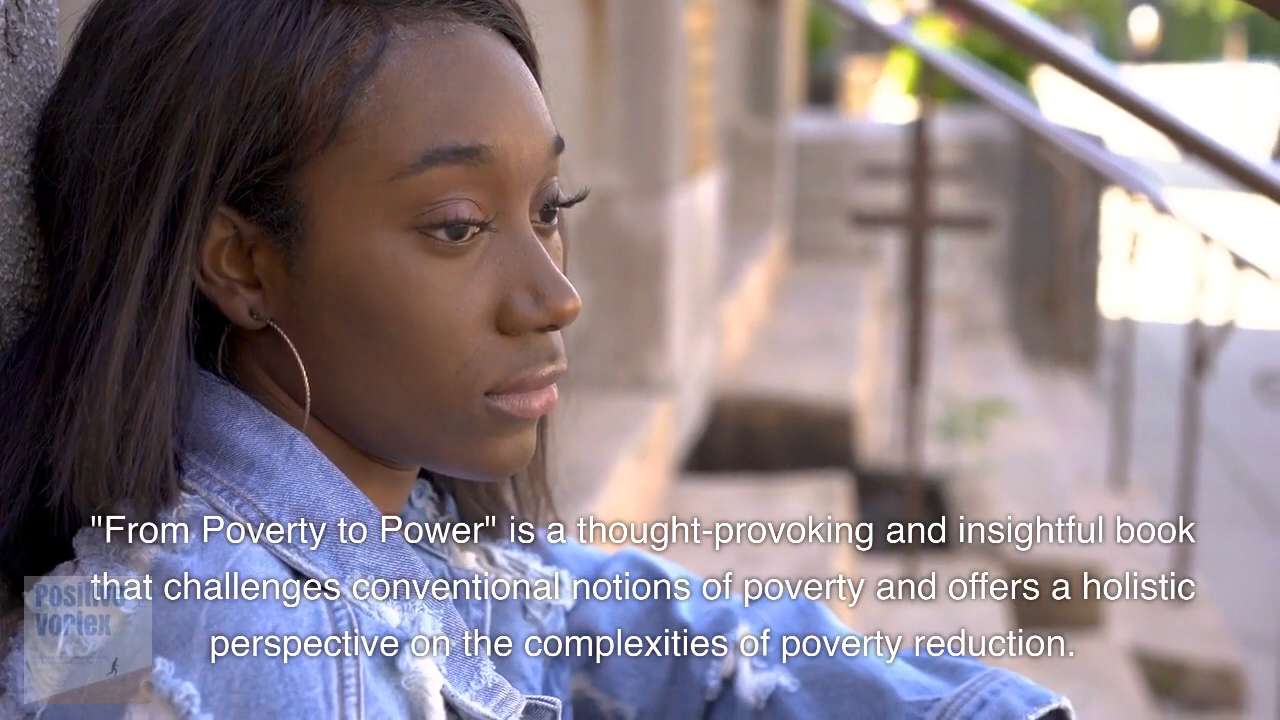 "From Poverty to Power" is a thought-provoking and insightful book
that challenges conventional notions of poverty and offers a holistic
perspective on the complexities of poverty reduction.
Positive
Vortex